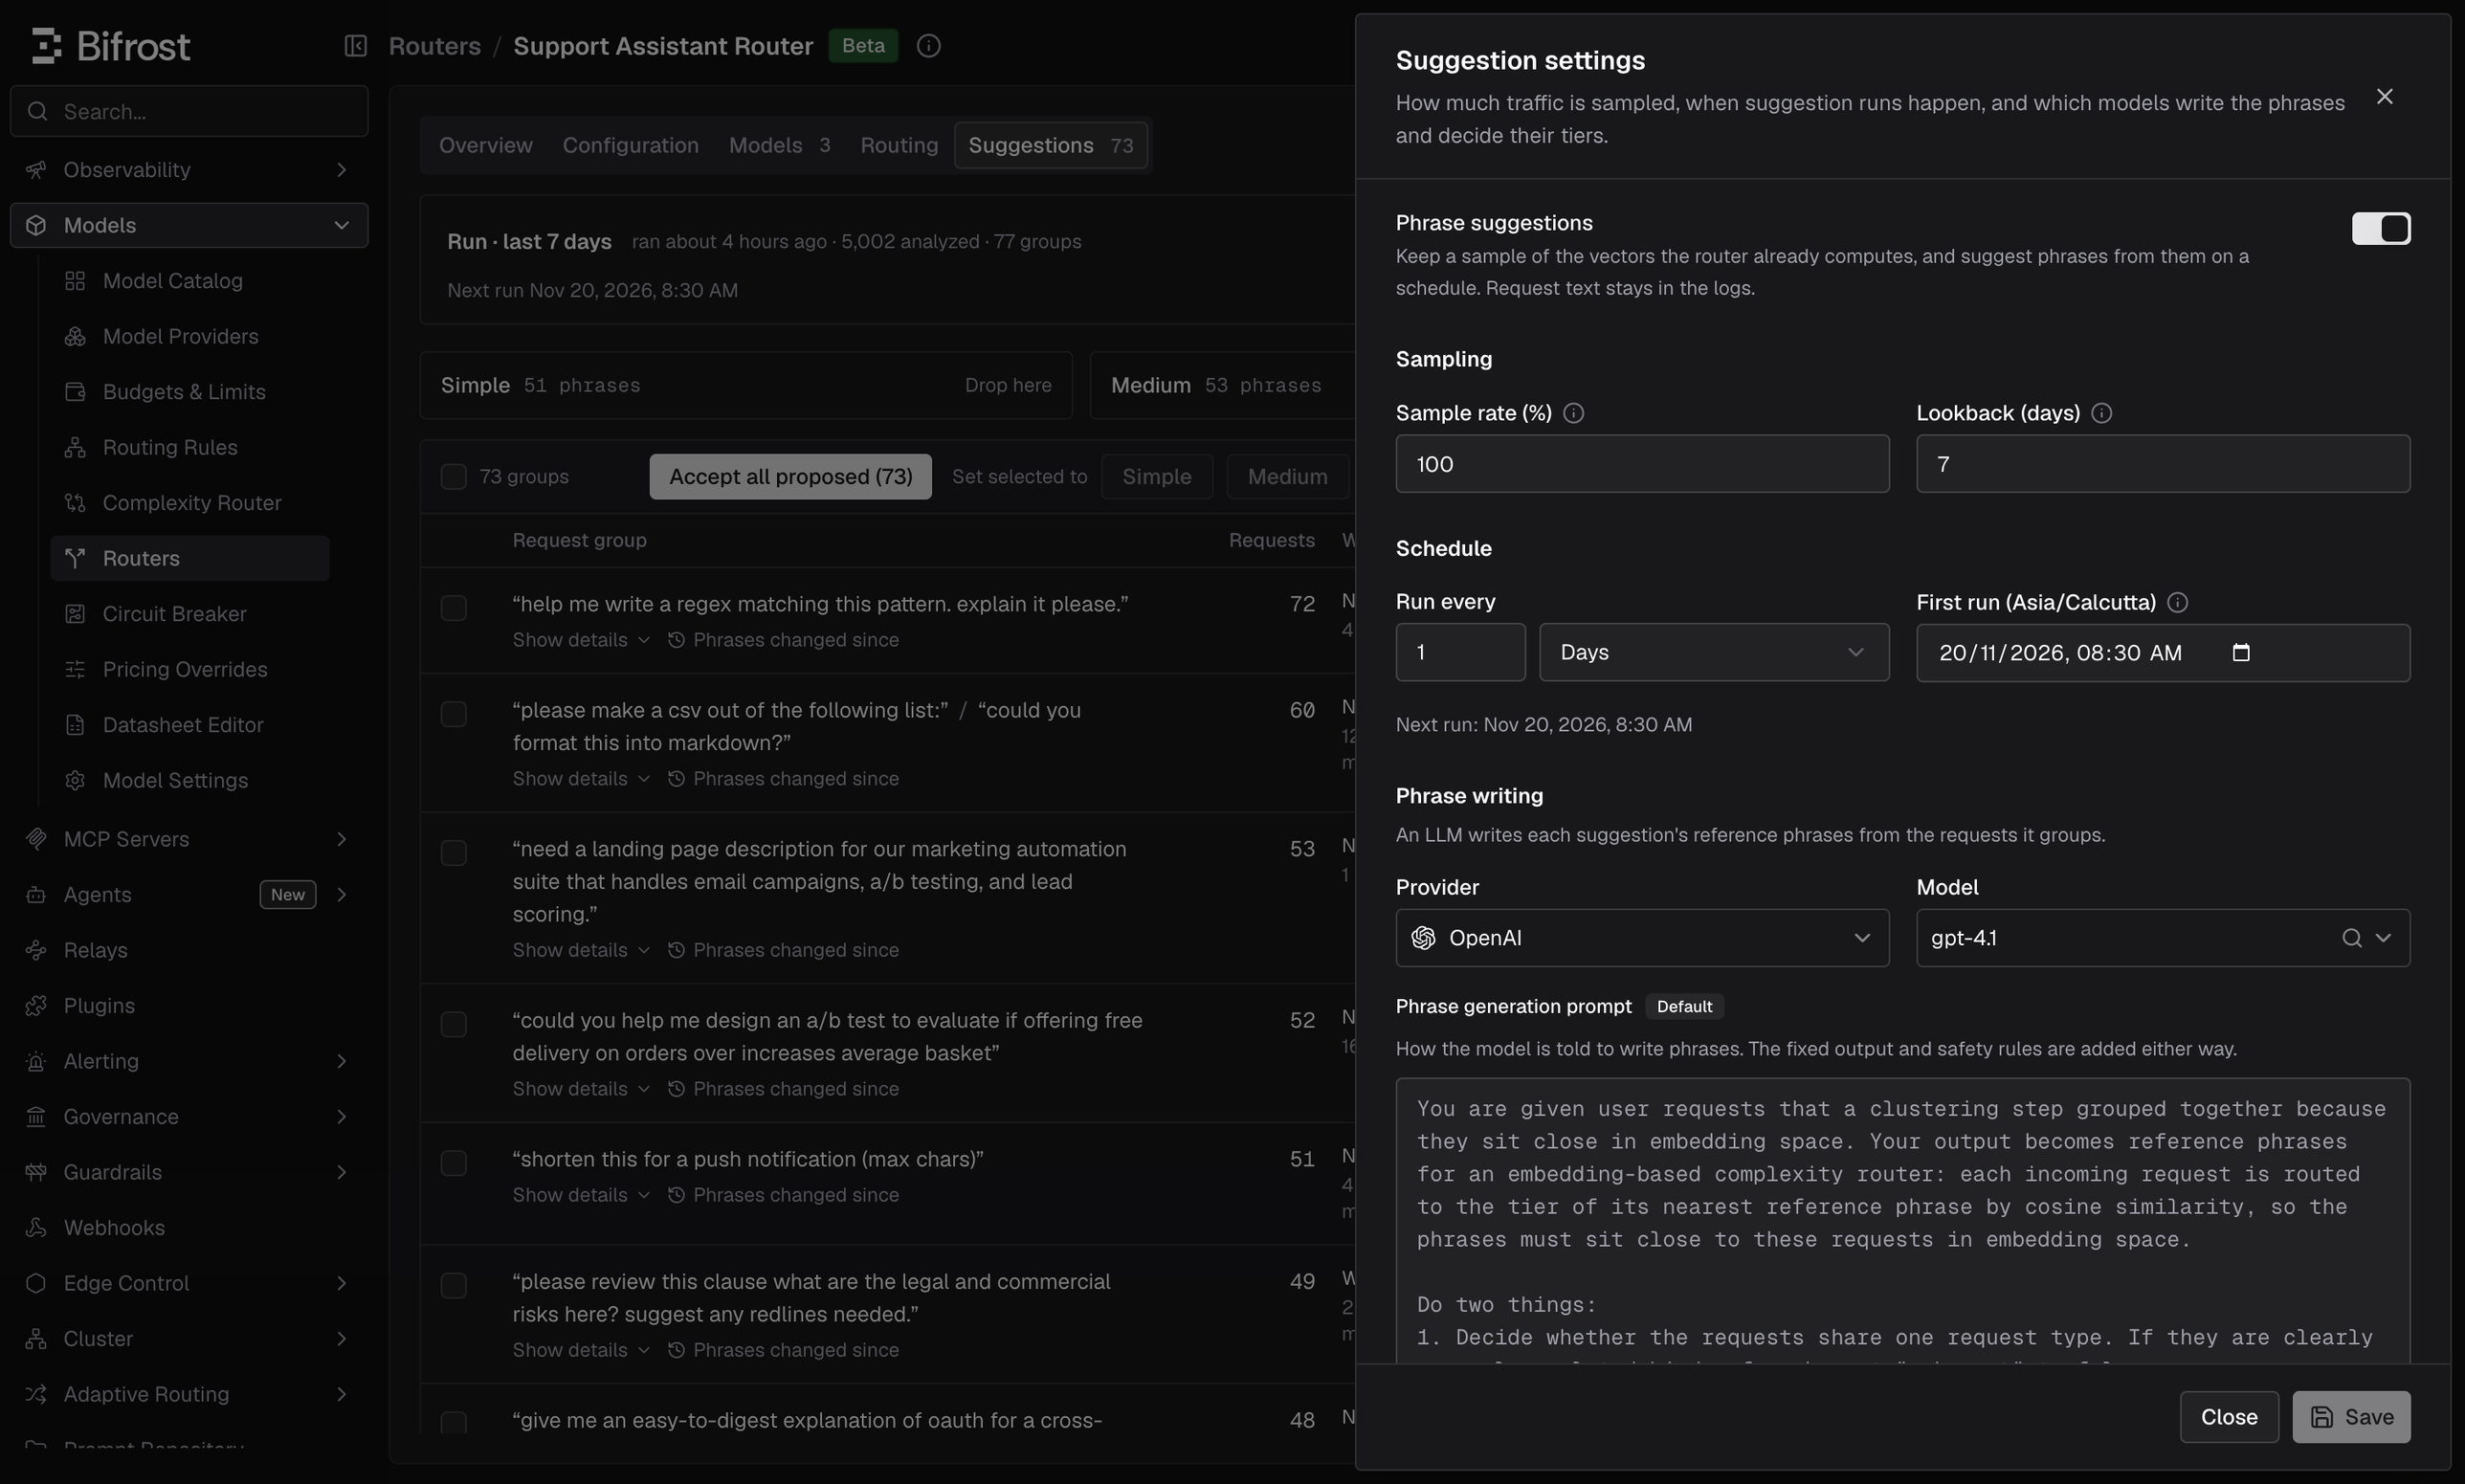 Bifrost
Search...
Observability
Models
Model Catalog
Model Providers
Budgets & Limits
Routing Rules
Complexity Router
Routers
Circuit Breaker
Pricing Overrides
Datasheet Editor
Model Settings
MCP Servers
Agents New
Relays
Plugins
Alerting
Governance
Guardrails
Webhooks
Edge Control
Cluster
Adaptive Routing
Prompt Repository
Routers / Support Assistant Router Beta
Overview Configuration Models 3 Routing Suggestions 73
Run · last 7 days ran about 4 hours ago · 5,002 analyzed · 77 groups
Next run Nov 20, 2026, 8:30 AM
Simple 51 phrases Drop here Medium 53 phrases
73 groups Accept all proposed (73) Set selected to Simple Medium
Request group Requests
“help me write a regex matching this pattern. explain it please.” 72
Show details Phrases changed since
“please make a csv out of the following list:” / “could you 60
format this into markdown?”
Show details Phrases changed since
“need a landing page description for our marketing automation 53
suite that handles email campaigns, a/b testing, and lead
scoring.”
Show details Phrases changed since
“could you help me design an a/b test to evaluate if offering free 52
delivery on orders over increases average basket”
Show details Phrases changed since
“shorten this for a push notification (max chars)” 51
Show details Phrases changed since
“please review this clause what are the legal and commercial 49
risks here? suggest any redlines needed.”
Show details Phrases changed since
“give me an easy-to-digest explanation of oauth for a cross- 48
Suggestion settings
How much traffic is sampled, when suggestion runs happen, and which models write the phrases
and decide their tiers.
Phrase suggestions
Keep a sample of the vectors the router already computes, and suggest phrases from them on a
schedule. Request text stays in the logs.
Sampling
Sample rate (%) Lookback (days)
100 7
Schedule
Run every First run (Asia/Calcutta)
1 Days 20/11/2026, 08:30 AM
Next run: Nov 20, 2026, 8:30 AM
Phrase writing
An LLM writes each suggestion's reference phrases from the requests it groups.
Provider Model
OpenAI gpt-4.1
Phrase generation prompt Default
How the model is told to write phrases. The fixed output and safety rules are added either way.
You are given user requests that a clustering step grouped together because
they sit close in embedding space. Your output becomes reference phrases
for an embedding-based complexity router: each incoming request is routed
to the tier of its nearest reference phrase by cosine similarity, so the
phrases must sit close to these requests in embedding space.
Do two things:
1. Decide whether the requests share one request type. If they are clearly
Close Save